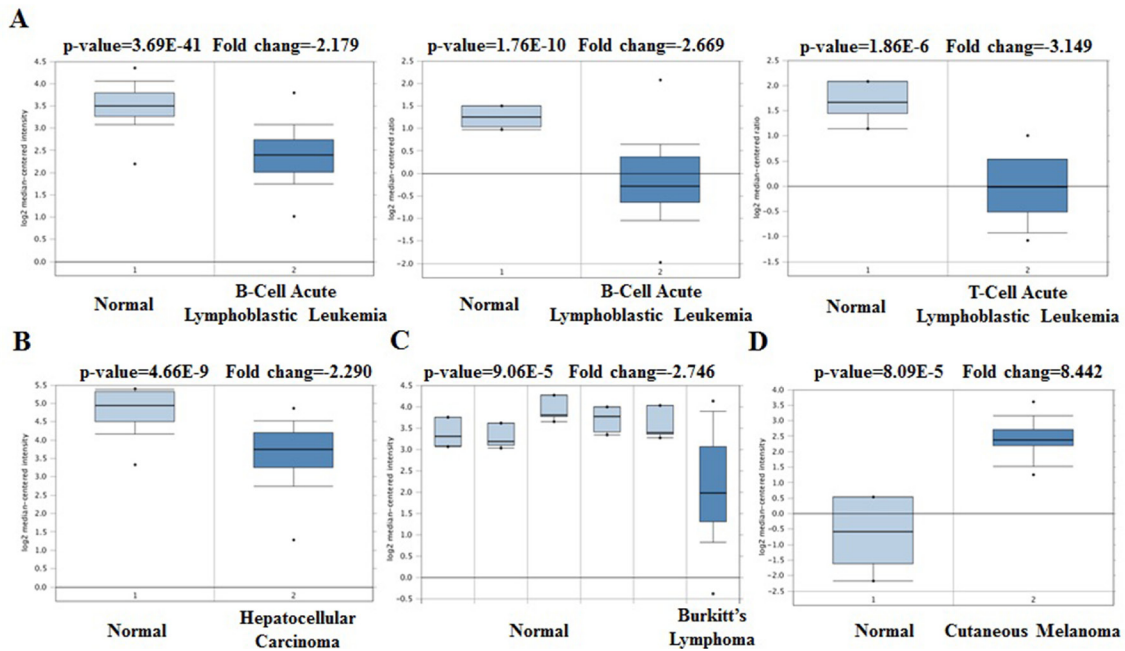 A
p-value=3.69E-41 Fold chang=-2.179
4.5
4.0
3.5
3.0
2.5
2.0
1.5
1.0
0.5
0.0
log2 median-centered intensity
1
2
Normal
B-Cell Acute
Lymphoblastic Leukemia
p-value=1.76E-10 Fold chang=-2.669
2.5
2.0
1.5
1.0
0.5
0.0
-0.5
-1.0
-1.5
-2.0
log2 median-centered ratio
1
2
Normal
B-Cell Acute
Lymphoblastic Leukemia
p-value=1.86E-6 Fold chang=-3.149
2.5
2.0
1.5
1.0
0.5
0.0
-0.5
-1.0
-1.5
log2 median-centered ratio
1
2
Normal
T-Cell Acute
Lymphoblastic Leukemia
B
p-value=4.66E-9 Fold chang=-2.290
5.5
5.0
4.5
4.0
3.5
3.0
2.5
2.0
1.5
1.0
0.5
0.0
log2 median-centered intensity
1
2
Normal
Hepatocellular
Carcinoma
C
p-value=9.06E-5 Fold chang=-2.746
4.5
4.0
3.5
3.0
2.5
2.0
1.5
1.0
0.5
0.0
-0.5
log2 median-centered intensity
Normal
Burkitt's
Lymphoma
D
p-value=8.09E-5 Fold chang=8.442
4.0
3.5
3.0
2.5
2.0
1.5
1.0
0.5
0.0
-0.5
-1.0
-1.5
-2.0
-2.5
log2 median-centered intensity
1
2
Normal
Cutaneous Melanoma